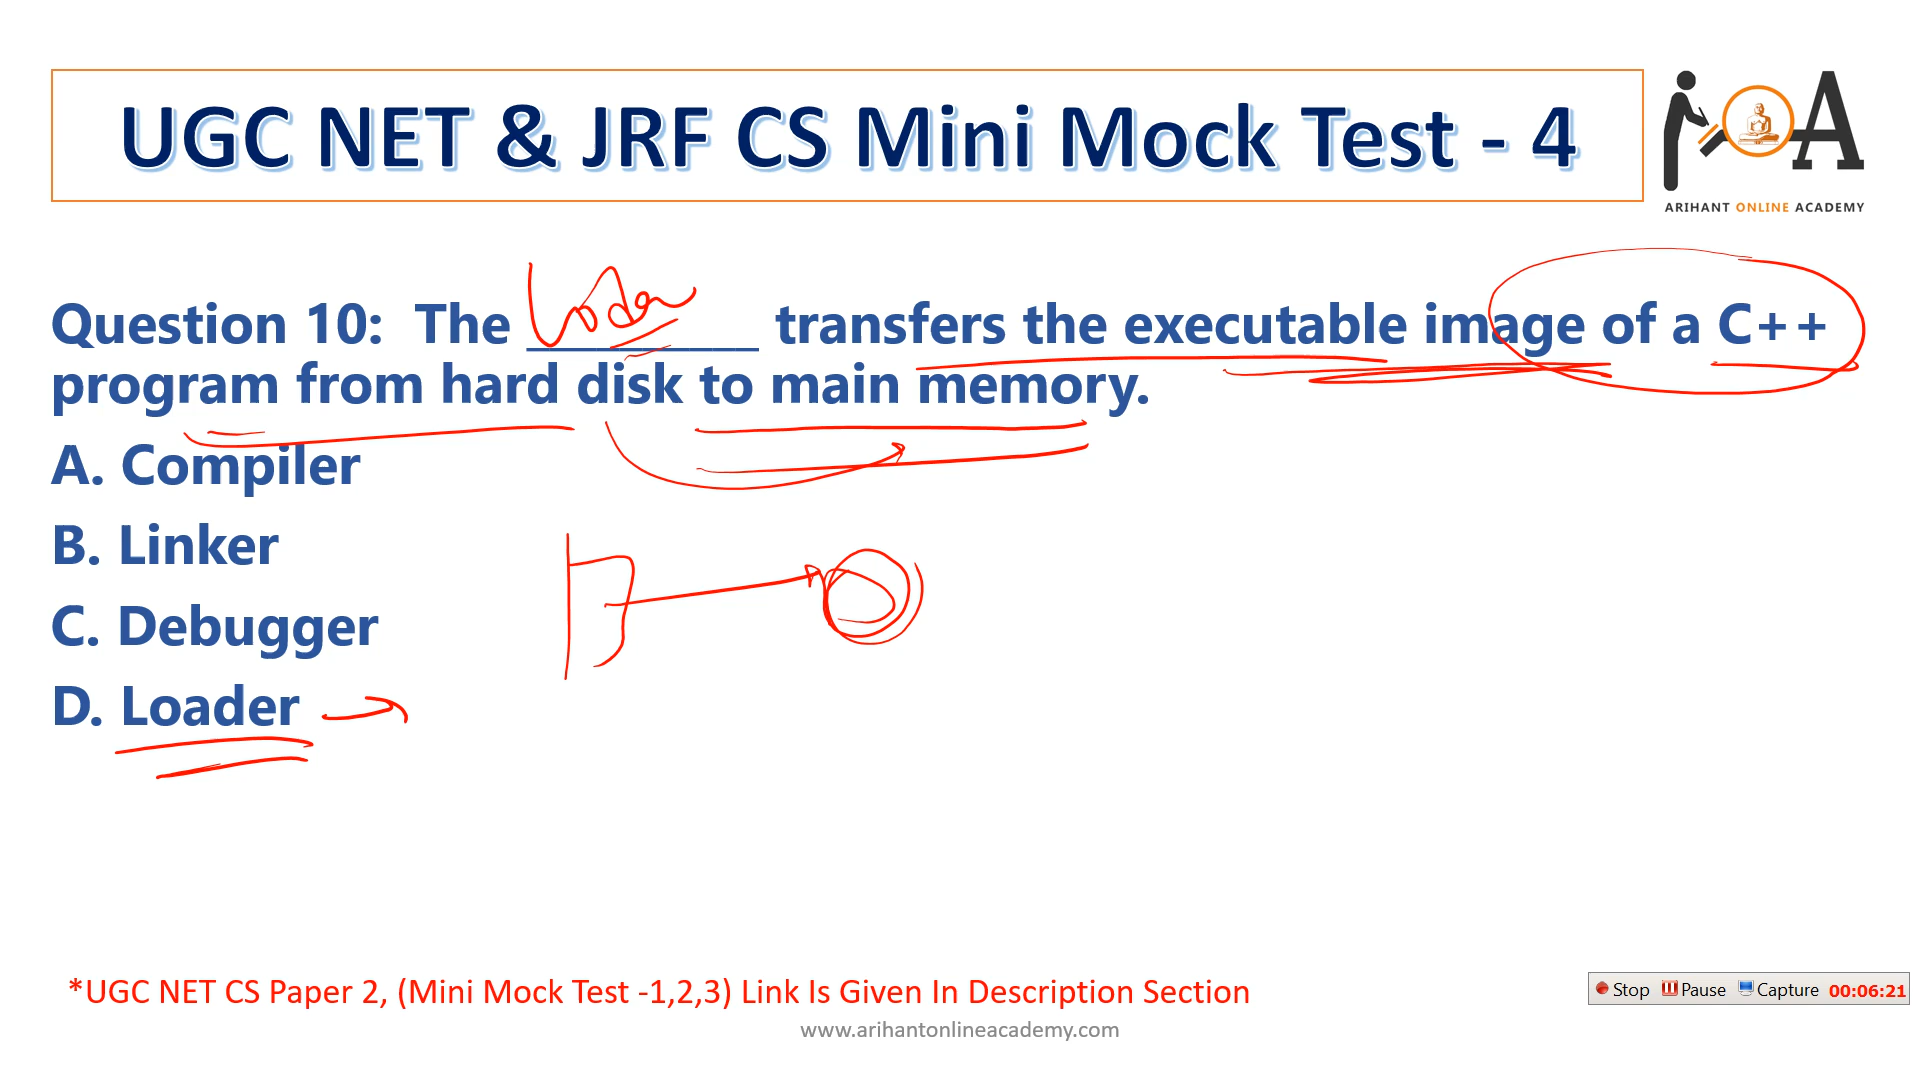 UGC NET & JRF CS Mini Mock Test - 4
ARIHANT ONLINE ACADEMY
Loader
Question 10: The __________ transfers the executable image of a C++
program from hard disk to main memory.
A. Compiler
B. Linker
C. Debugger
D. Loader
*UGC NET CS Paper 2, (Mini Mock Test -1,2,3) Link Is Given In Description Section
Stop Pause Capture 00:06:21
www.arihantonlineacademy.com